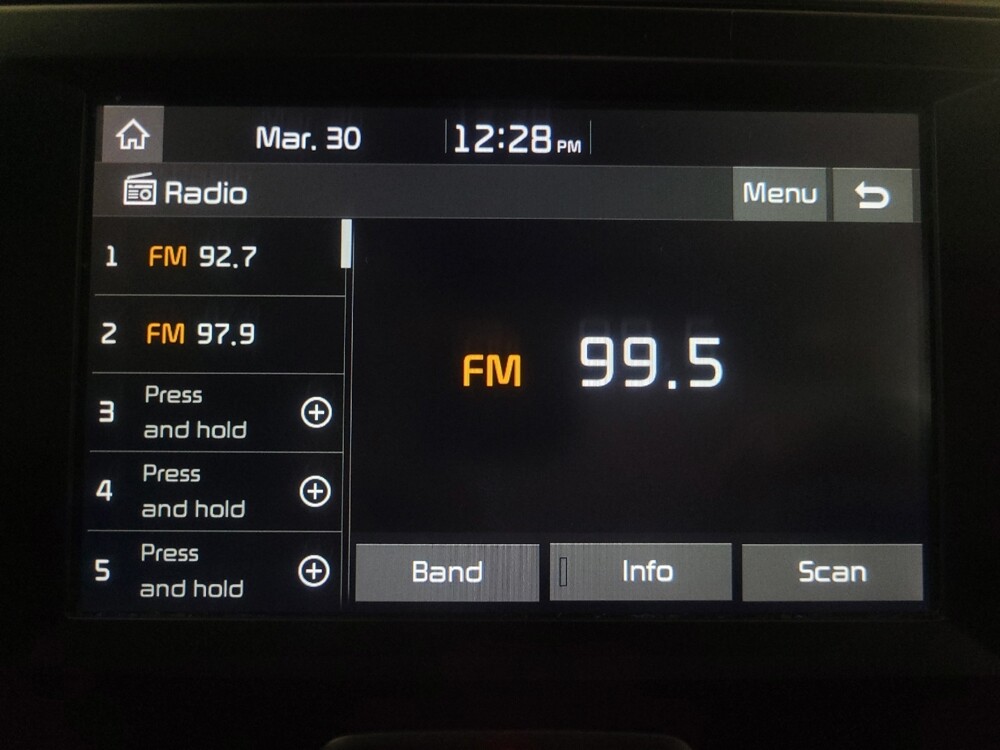 Mar. 30 12:28 PM
Radio Menu
1 FM 92.7
2 FM 97.9
3 Press
and hold
4 Press
and hold
5 Press
and hold
FM 99.5
Band Info Scan